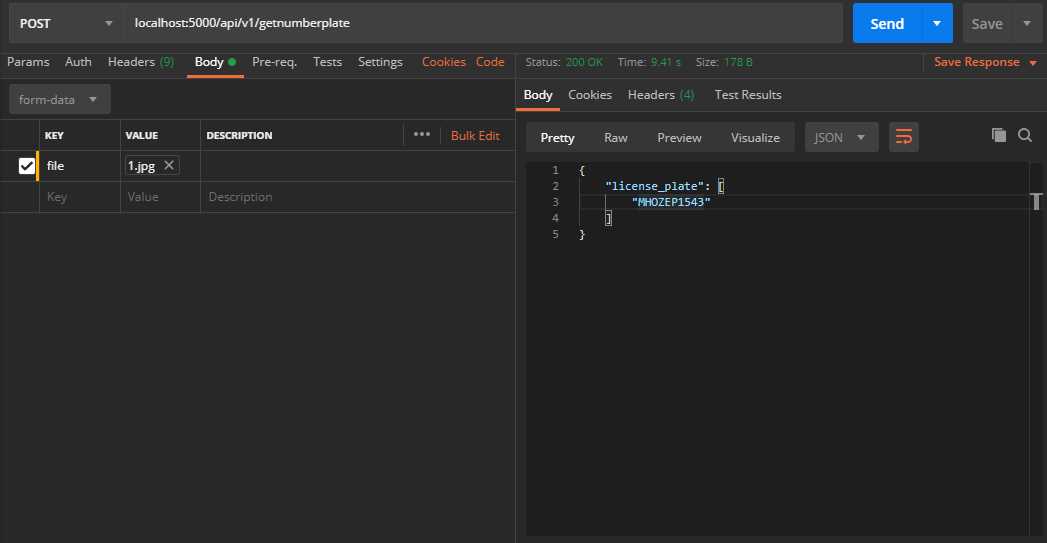 POST localhost:5000/api/v1/getnumberplate Send Save
Params Auth Headers (9) Body Pre-req. Tests Settings Cookies Code
Status: 200 OK Time: 9.41 s Size: 178 B Save Response
form-data
KEY VALUE DESCRIPTION ••• Bulk Edit
file 1.jpg
Key Value Description
Body Cookies Headers (4) Test Results
Pretty Raw Preview Visualize JSON
1 {
2 "license_plate": [
3 "MHOZEP1543"
4 ]
5 }